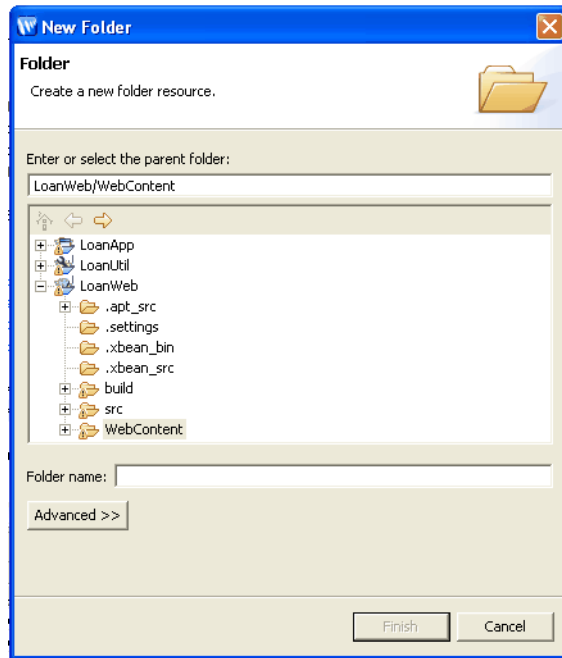 New Folder
Folder
Create a new folder resource.
Enter or select the parent folder:
LoanWeb/WebContent
LoanApp
LoanUtil
LoanWeb
.apt_src
.settings
.xbean_bin
.xbean_src
build
src
WebContent
Folder name:
Advanced >>
Finish Cancel